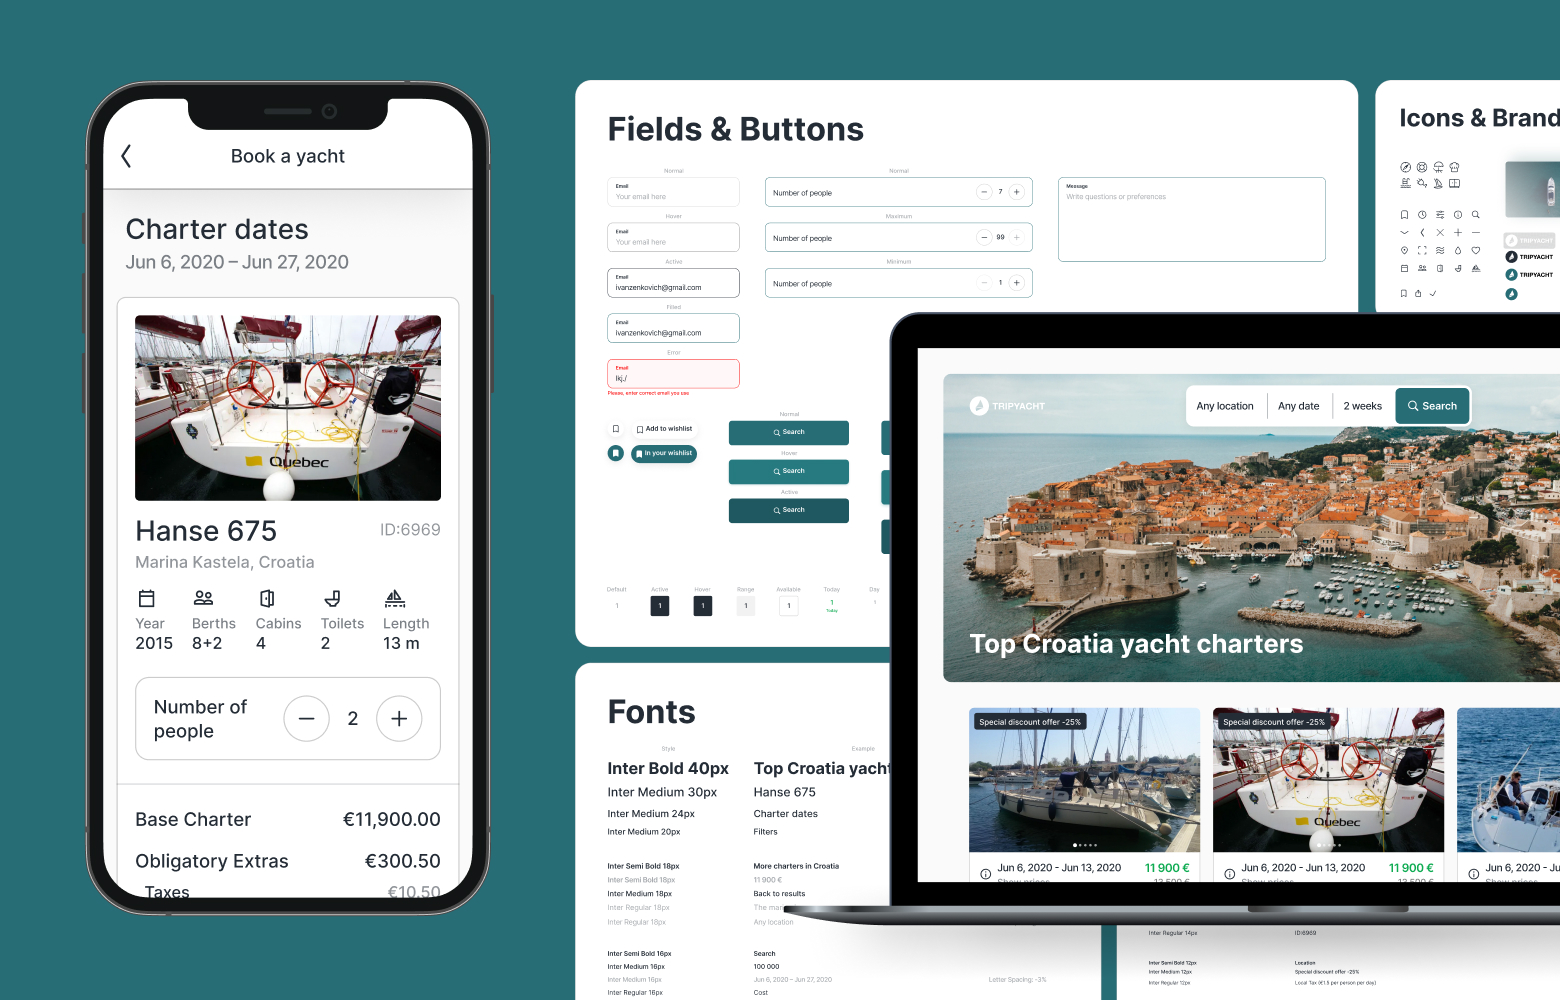 Book a yacht
Charter dates
Jun 6, 2020 – Jun 27, 2020
Quebec
Hanse 675
ID:6969
Marina Kastela, Croatia
Year
Berths
Cabins
Toilets
Length
2015
8+2
4
2
13 m
Number of people
2
Base Charter
€11,900.00
Obligatory Extras
€300.50
Taxes
€10.50
Fields & Buttons
Normal
Email
Your email here
Hover
Email
Your email here
Active
Email
ivanzenkovich@gmail.com
Filled
Email
ivanzenkovich@gmail.com
Error
Email
lkj./
Please, enter correct email you use
Normal
Number of people
7
Maximum
Number of people
99
Minimum
Number of people
1
Message
Write questions or preferences
Add to wishlist
In your wishlist
Normal
Search
Hover
Search
Active
Search
Default
Active
Hover
Range
Available
Today
Day
1
1
1
1
1
1
1
Today
Icons & Brand
TRIPYACHT
TRIPYACHT
TRIPYACHT
Fonts
Style
Example
Inter Bold 40px
Top Croatia yacht
Inter Medium 30px
Hanse 675
Inter Medium 24px
Charter dates
Inter Medium 20px
Filters
Inter Semi Bold 18px
More charters in Croatia
Inter Semi Bold 18px
11 900 €
Inter Medium 18px
Back to results
Inter Regular 18px
The mar
Inter Regular 18px
Any location
Inter Semi Bold 16px
Search
Inter Medium 16px
100 000
Inter Medium 16px
Jun 6, 2020 – Jun 27, 2020
Letter Spacing: -3%
Inter Regular 16px
Cost
TRIPYACHT
Any location
Any date
2 weeks
Search
Top Croatia yacht charters
Special discount offer -25%
Jun 6, 2020 - Jun 13, 2020
11 900 €
Show prices
13 500 €
Special discount offer -25%
Quebec
Jun 6, 2020 - Jun 13, 2020
11 900 €
Show prices
13 500 €
Jun 6, 2020
Show prices
Inter Regular 14px
ID:6969
Inter Semi Bold 12px
Location
Inter Medium 12px
Special discount offer -25%
Inter Regular 12px
Local Tax (€1.5 per person per day)